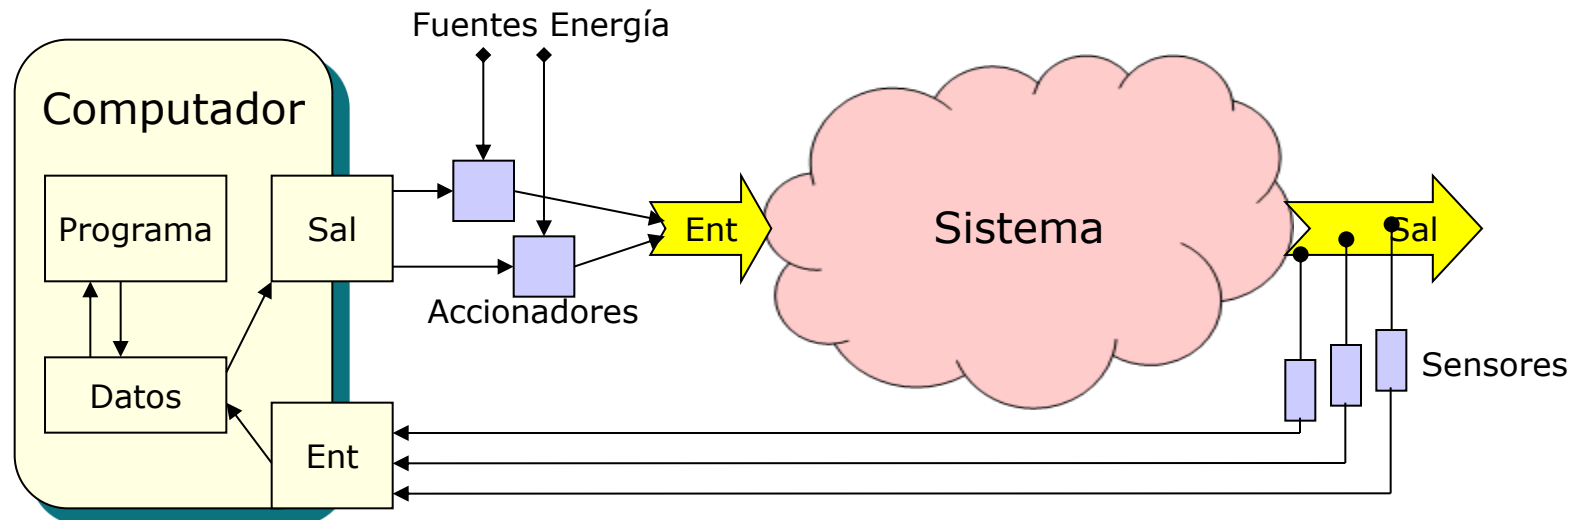 Fuentes Energía
Computador
Programa
Sal
Ent
Sistema
Sal
Accionadores
Sensores
Datos
Ent